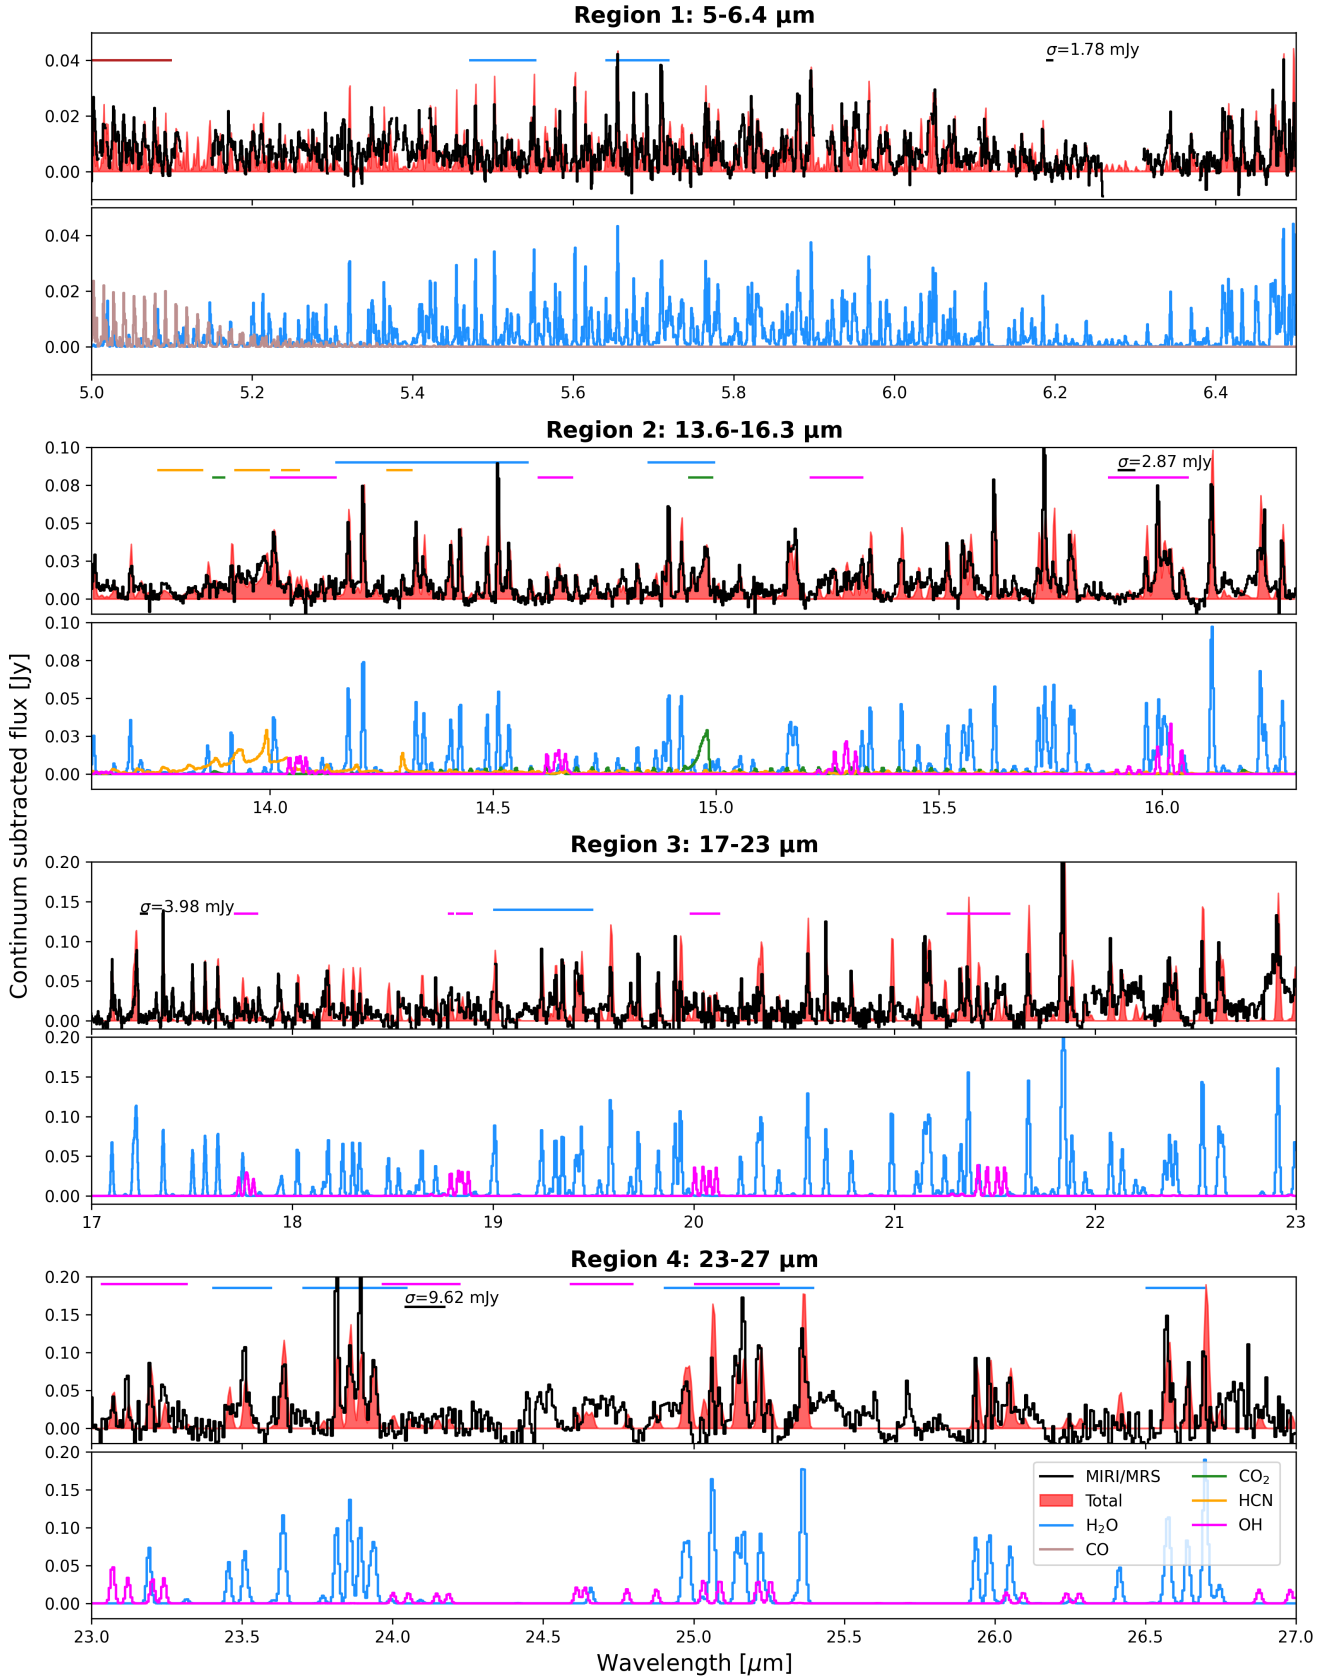 Region 1: 5-6.4 μm
σ=1.78 mJy
0.04
0.02
0.00
0.04
0.02
0.00
5.0 5.2 5.4 5.6 5.8 6.0 6.2 6.4
Region 2: 13.6-16.3 μm
σ=2.87 mJy
0.10
0.08
0.05
0.03
0.00
0.10
0.08
0.05
0.03
0.00
14.0 14.5 15.0 15.5 16.0
Continuum subtracted flux [Jy]
Region 3: 17-23 μm
σ=3.98 mJy
0.20
0.15
0.10
0.05
0.00
0.20
0.15
0.10
0.05
0.00
17 18 19 20 21 22 23
Region 4: 23-27 μm
σ=9.62 mJy
0.20
0.15
0.10
0.05
0.00
0.20
0.15
0.10
0.05
0.00
MIRI/MRS
Total
H₂O
CO
CO₂
HCN
OH
23.0 23.5 24.0 24.5 25.0 25.5 26.0 26.5 27.0
Wavelength [μm]